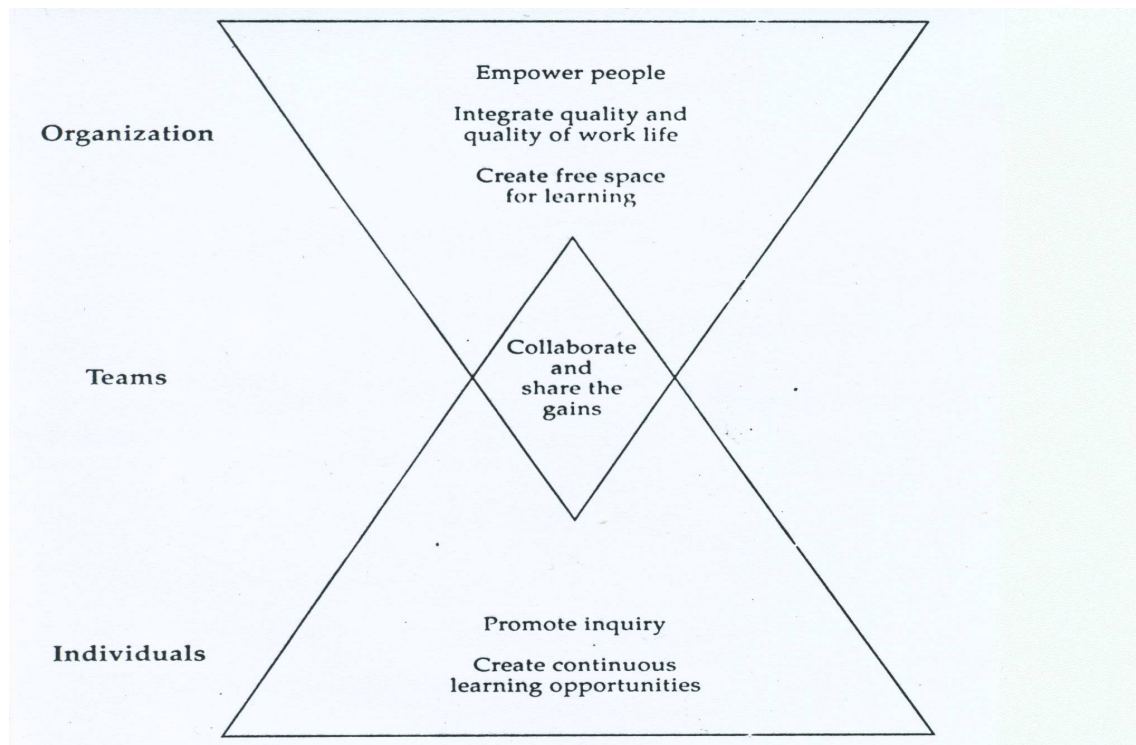 Empower people
Organization
Integrate quality and
quality of work life
Create free space
for learning
Teams
Collaborate
and
share the
gains
Individuals
Promote inquiry
Create continuous
learning opportunities